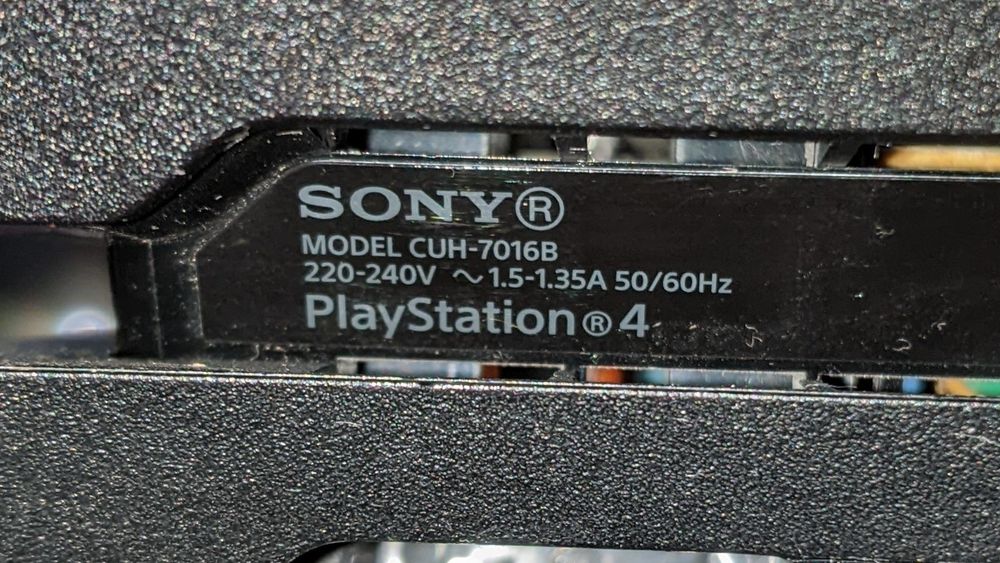 SONY®
MODEL CUH-7016B
220-240V ～1.5-1.35A 50/60Hz
PlayStation®4